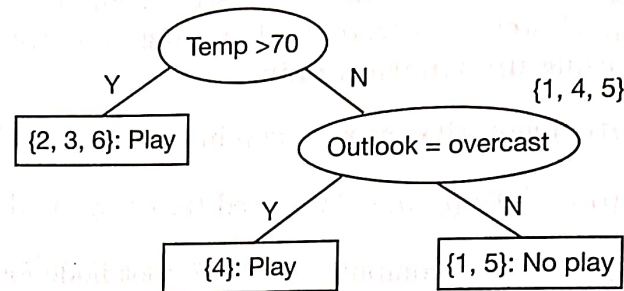 Temp >70
Y
N
{1, 4, 5}
{2, 3, 6}: Play
Outlook = overcast
Y
N
{4}: Play
{1, 5}: No play